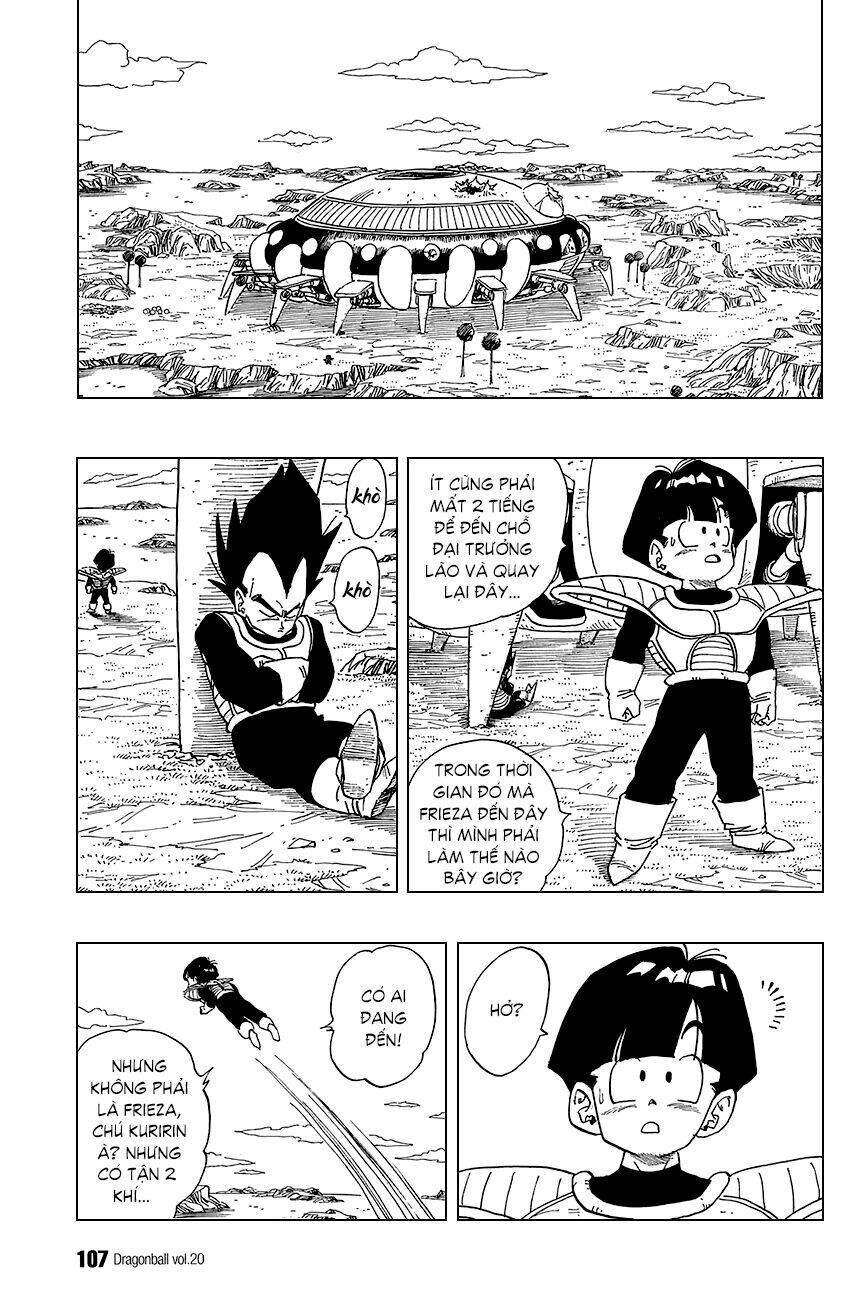 ÍT CŨNG PHẢI
MẤT 2 TIẾNG
ĐỂ ĐẾN CHỖ
ĐẠI TRƯỞNG
LÃO VÀ QUAY
LẠI ĐÂY...
TRONG THỜI
GIAN ĐÓ MÀ
FRIEZA ĐẾN ĐÂY
THÌ MÌNH PHẢI
LÀM THẾ NÀO
BÂY GIỜ?
khò
khò
HỞ?
CÓ AI
ĐANG
ĐẾN!
NHƯNG
KHÔNG PHẢI
LÀ FRIEZA,
CHÚ KURIRIN
À? NHƯNG
CÓ TẬN 2
KHÍ...
107 Dragonball vol.20